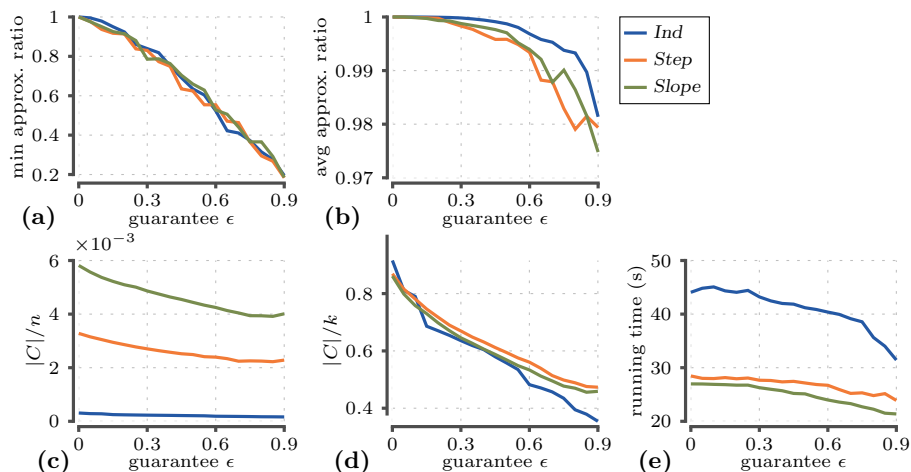 min approx. ratio
1
0.8
0.6
0.4
0.2
0
0.3
0.6
0.9
(a)
guarantee ϵ
avg approx. ratio
1
0.99
0.98
0.97
0
0.3
0.6
0.9
(b)
guarantee ϵ
Ind
Step
Slope
×10⁻³
|C|/n
6
4
2
0
0
0.3
0.6
0.9
(c)
guarantee ϵ
|C|/k
0.8
0.6
0.4
0
0.3
0.6
0.9
(d)
guarantee ϵ
running time (s)
50
40
30
20
0
0.3
0.6
0.9
(e)
guarantee ϵ